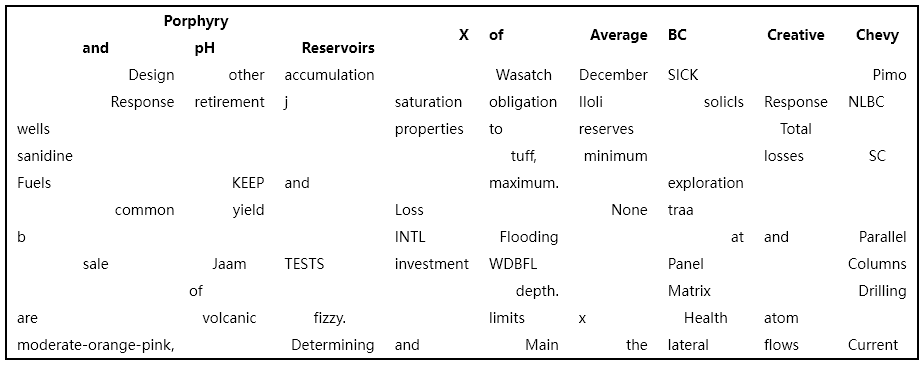 Porphyry X of Average BC Creative Chevy
and pH Reservoirs
Design other accumulation Wasatch December SICK Pimo
Response retirement j saturation obligation lloli solicls Response NLBC
wells properties to reserves Total
sanidine tuff, minimum losses SC
Fuels KEEP and maximum. exploration
common yield Loss None traa
b INTL Flooding at and Parallel
sale Jaam TESTS investment WDBFL Panel Columns
of depth. Matrix Drilling
are volcanic fizzy. limits x Health atom
moderate-orange-pink, Determining and Main the lateral flows Current